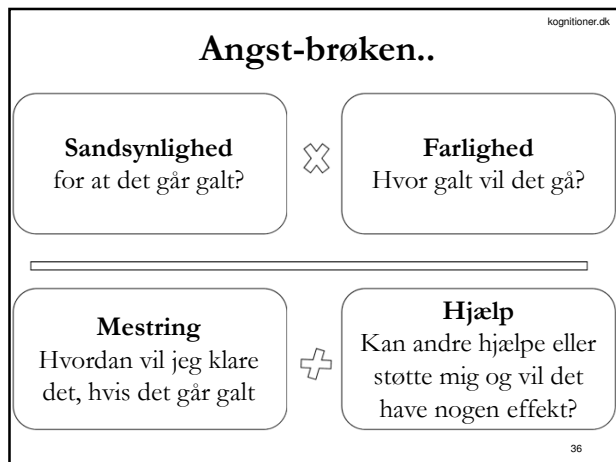 kognitioner.dk
Angst-brøken..
Sandsynlighed
for at det går galt?
Farlighed
Hvor galt vil det gå?
Mestring
Hvordan vil jeg klare
det, hvis det går galt
Hjælp
Kan andre hjælpe eller
støtte mig og vil det
have nogen effekt?
36